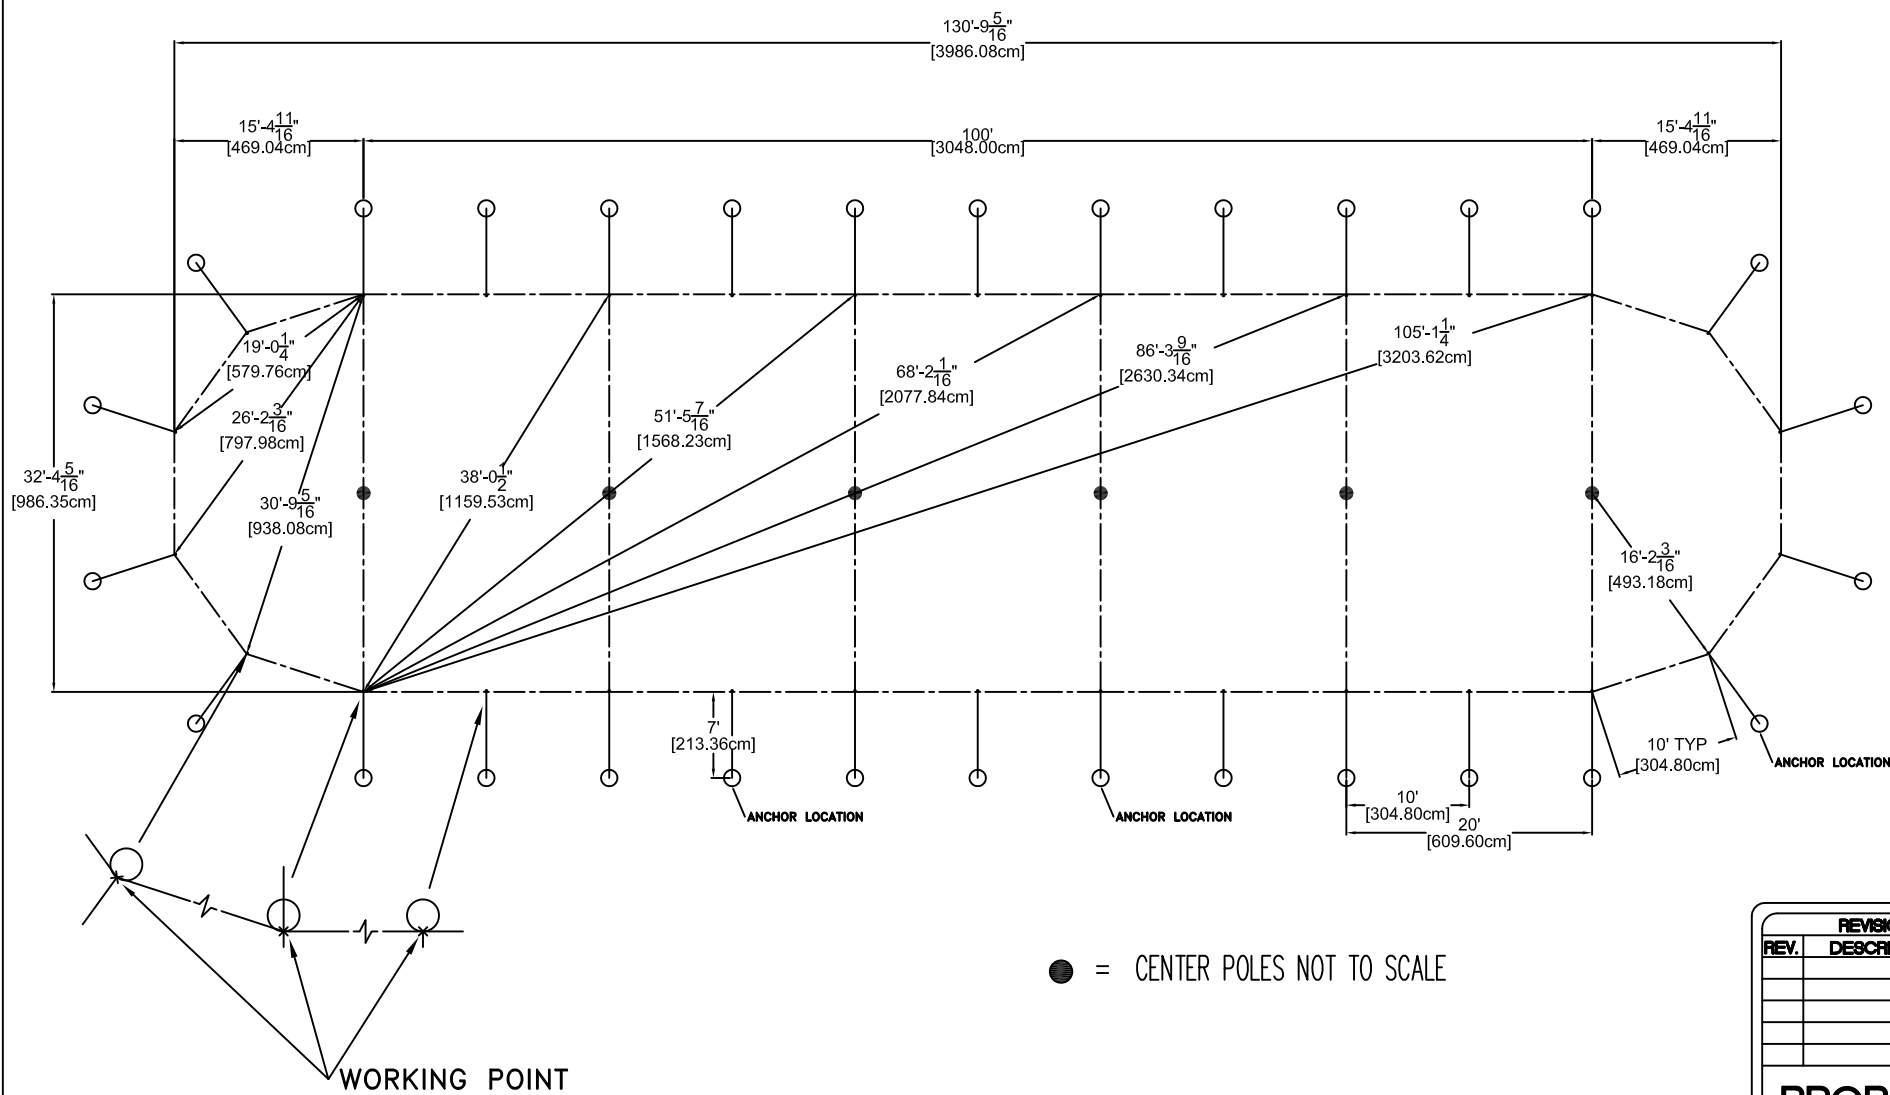 130'-9 5/16"
[3986.08cm]
15'-4 11/16"
[469.04cm]
100'
[3048.00cm]
15'-4 11/16"
[469.04cm]
19'-0 1/4"
[579.76cm]
26'-2 3/16"
[797.98cm]
30'-9 5/16"
[938.08cm]
32'-4 5/16"
[986.35cm]
38'-0 1/2"
[1159.53cm]
51'-5 7/16"
[1568.23cm]
68'-2 1/16"
[2077.84cm]
86'-3 9/16"
[2630.34cm]
105'-1 1/4"
[3203.62cm]
16'-2 3/16"
[493.18cm]
7'
[213.36cm]
10' TYP
[304.80cm]
ANCHOR LOCATION
ANCHOR LOCATION
ANCHOR LOCATION
10'
[304.80cm]
20'
[609.60cm]
= CENTER POLES NOT TO SCALE
WORKING POINT
REV.